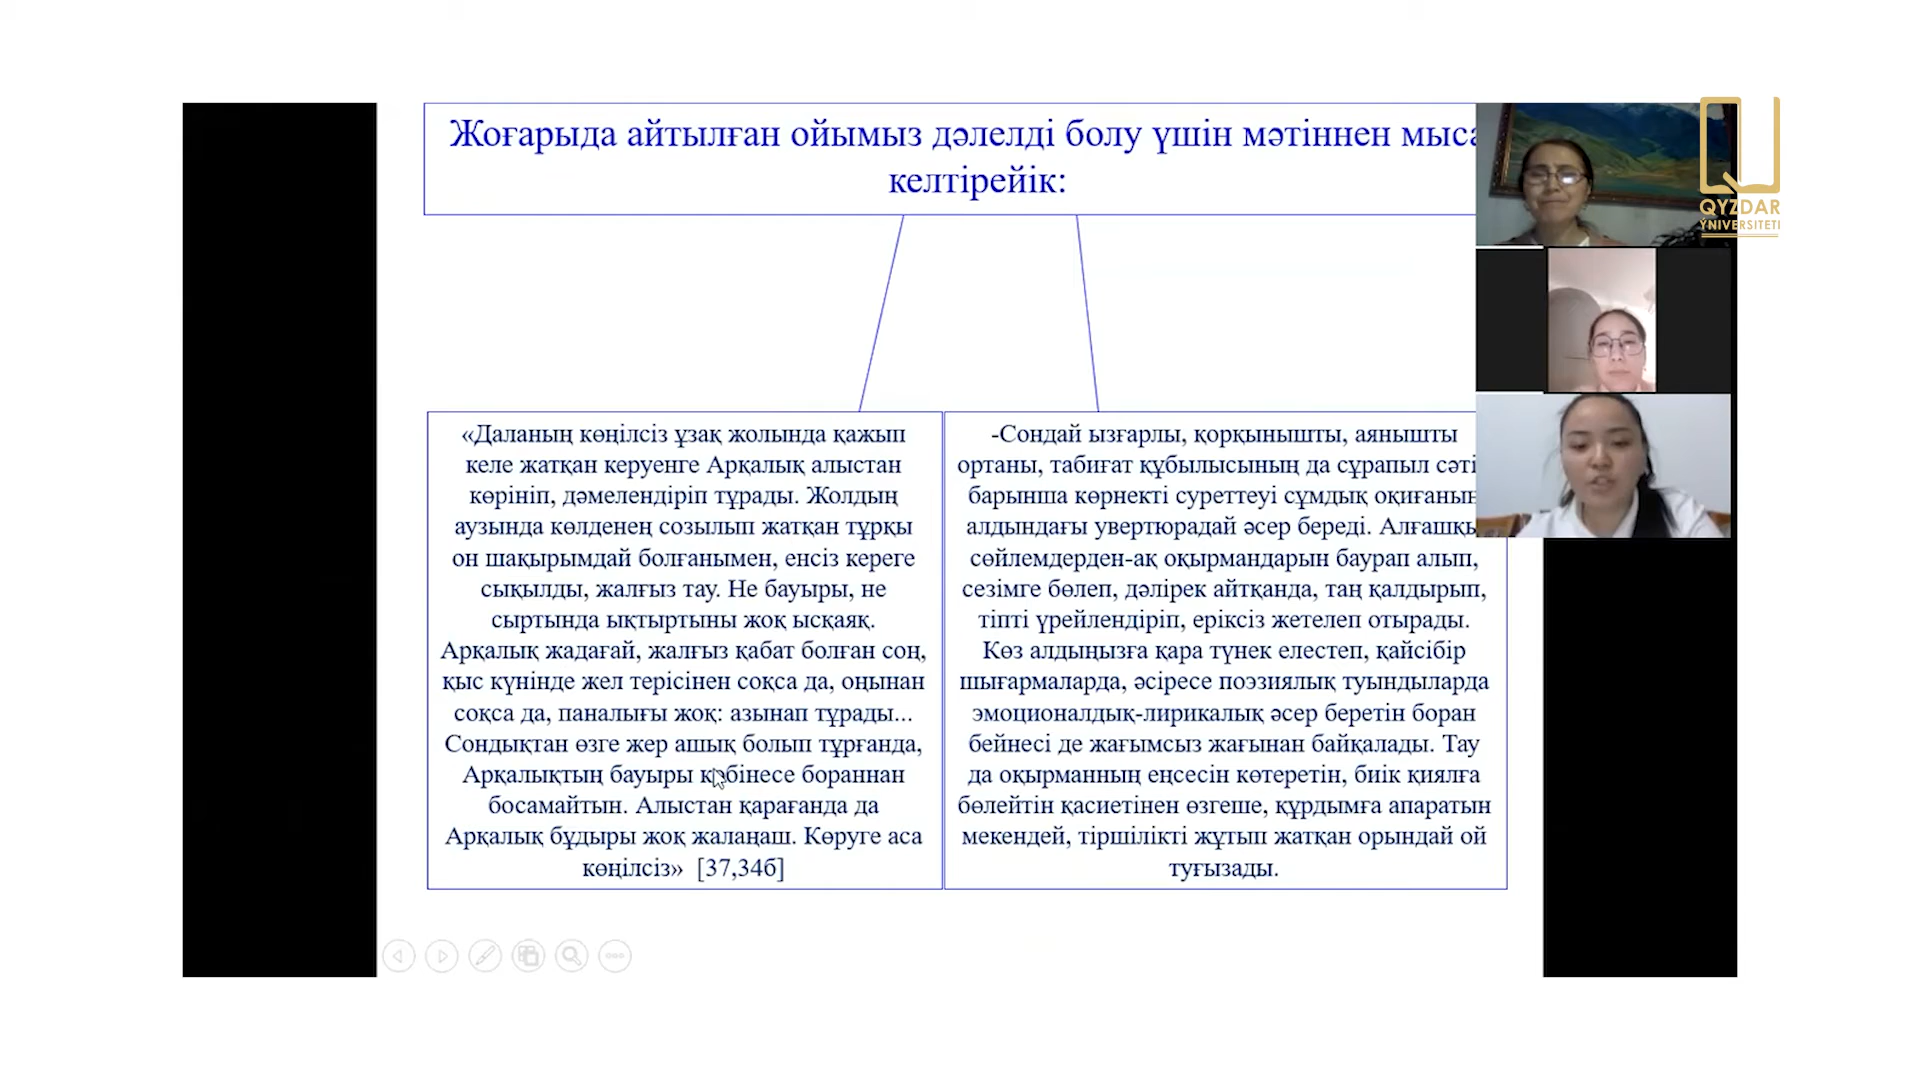 Жоғарыда айтылған ойымыз дәлелді болу үшін мәтіннен
келтірейік:
«Даланың көңілсіз ұзақ жолында қажып
келе жатқан керуенге Арқалық алыстан
көрініп, дәмелендіріп тұрады. Жолдың
аузында көлденең созылып жатқан тұрқы
он шақырымдай болғанымен, енсіз кереге
сықылды, жалғыз тау. Не бауыры, не
сыртында ықтыртыны жоқ ысқаяқ.
Арқалық жадағай, жалғыз қабат болған соң,
қыс күнінде жел терісінен соқса да, оңынан
соқса да, паналығы жоқ: азынап тұрады...
Сондықтан өзге жер ашық болып тұрғанда,
Арқалықтың бауыры көбінесе бораннан
босамайтын. Алыстан қарағанда да
Арқалық бұдыры жоқ жалаңаш. Көруге аса
көңілсіз» [37,34б]
-Сондай ызғарлы, қорқынышты, аянышты
ортаны, табиғат құбылысының да сұрапыл
барынша көрнекті суреттеуі сұмдық
алдындағы увертюрадай әсер береді.
сөйлемдерден-ақ оқырмандарын баурап алып,
сезімге бөлеп, дәлірек айтқанда, таң қалдырып,
тіпті үрейлендіріп, еріксіз жетелеп отырады.
Көз алдыңызға қара түнек елестеп, қайсібір
шығармаларда, әсіресе поэзиялық туындыларда
эмоционалдық-лирикалық әсер беретін боран
бейнесі де жағымсыз жағынан байқалады. Тау
да оқырманның еңсесін көтеретін, биік қиялға
бөлейтін қасиетінен өзгеше, құрдымға апаратын
мекендей, тіршілікті жұтып жатқан орындай ой
туғызады.
QYZDAR
ÝNIVERSITETI